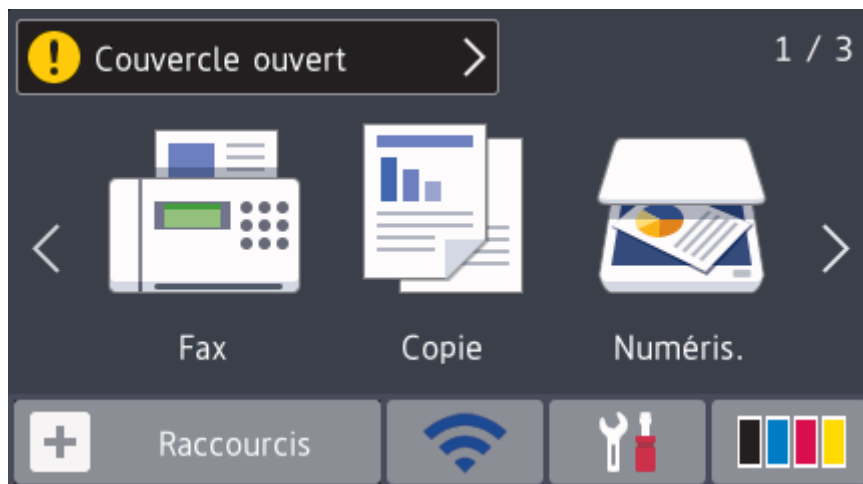 Couvercle ouvert
1 / 3
Fax
Copie
Numéris.
Raccourcis